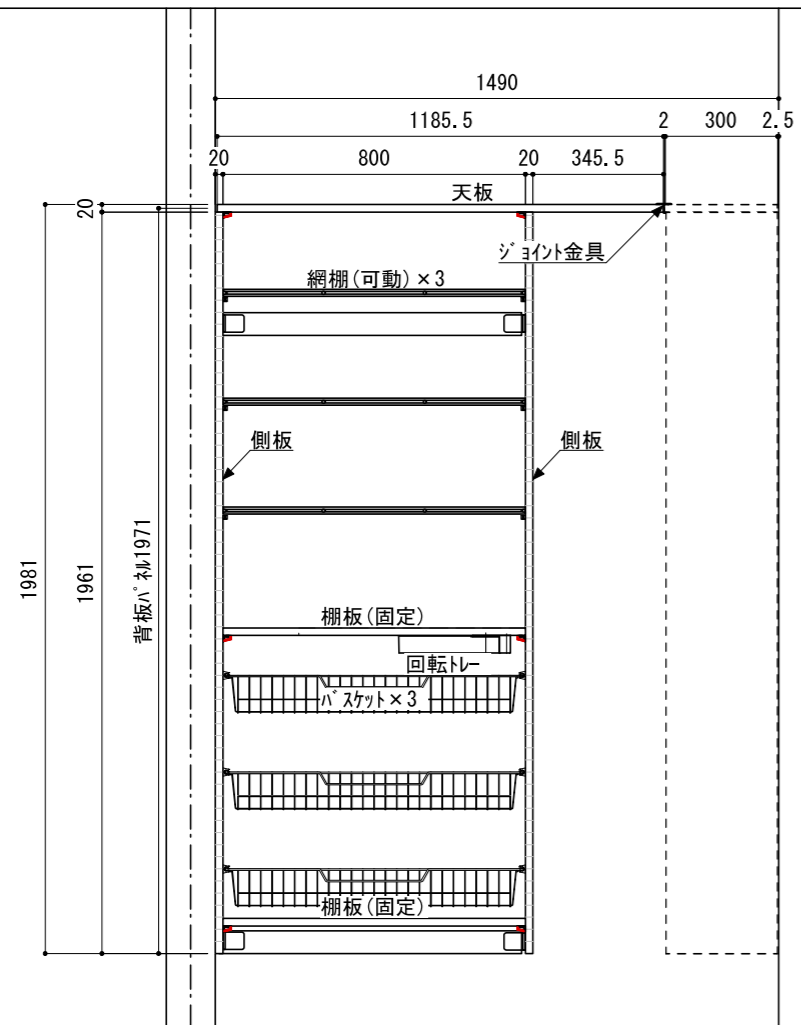 1490
1185.5 2 300 2.5
20 800 20 345.5
天板
20
ｼﾞｮｲﾝﾄ金具
網棚(可動)×3
側板
側板
1981
1961
背板ﾊﾟﾈﾙ1971
棚板(固定)
回転ﾄﾚｰ
ﾊﾞｽｹｯﾄ×3
棚板(固定)